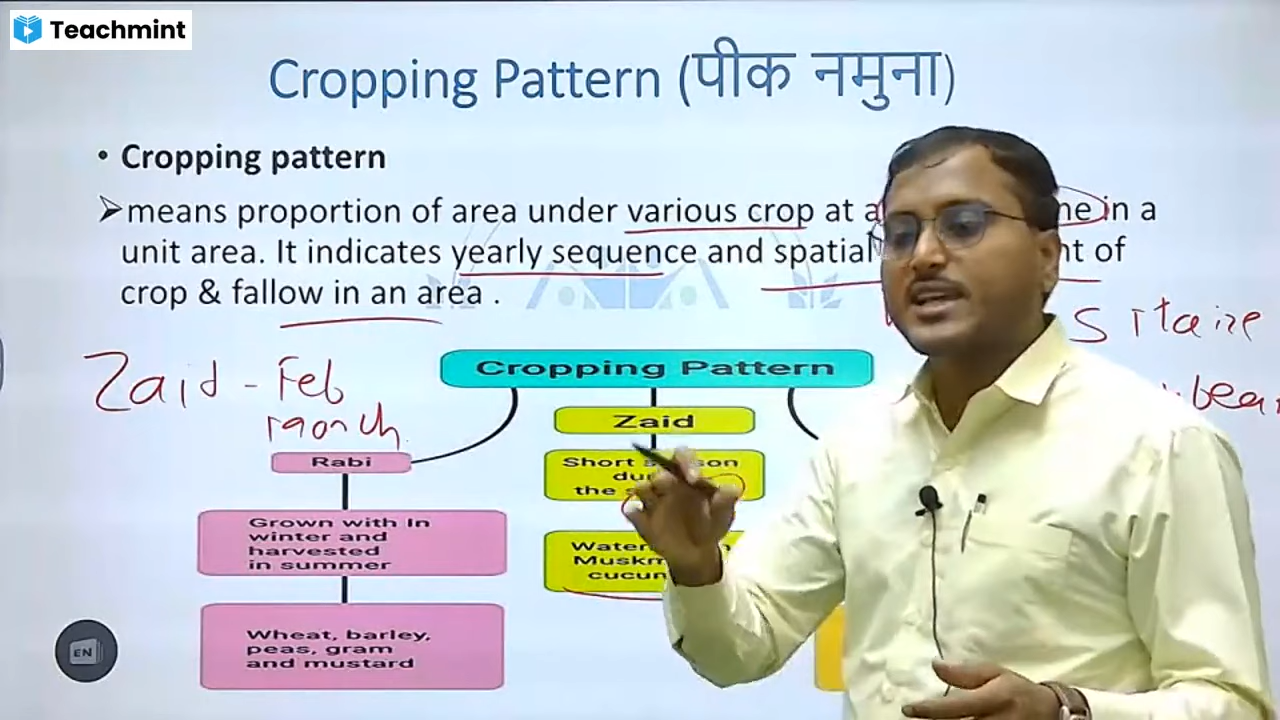 Teachmint
Cropping Pattern (पीक नमुना)
• Cropping pattern
➢means proportion of area under various crop at a in a
unit area. It indicates yearly sequence and spatial of
crop & fallow in an area .
S
Zaid - Feb
Cropping Pattern
Zaid
Rabi
Short
the
Grown with In
winter and
harvested
in summer
Wheat, barley,
peas, gram
and mustard
EN